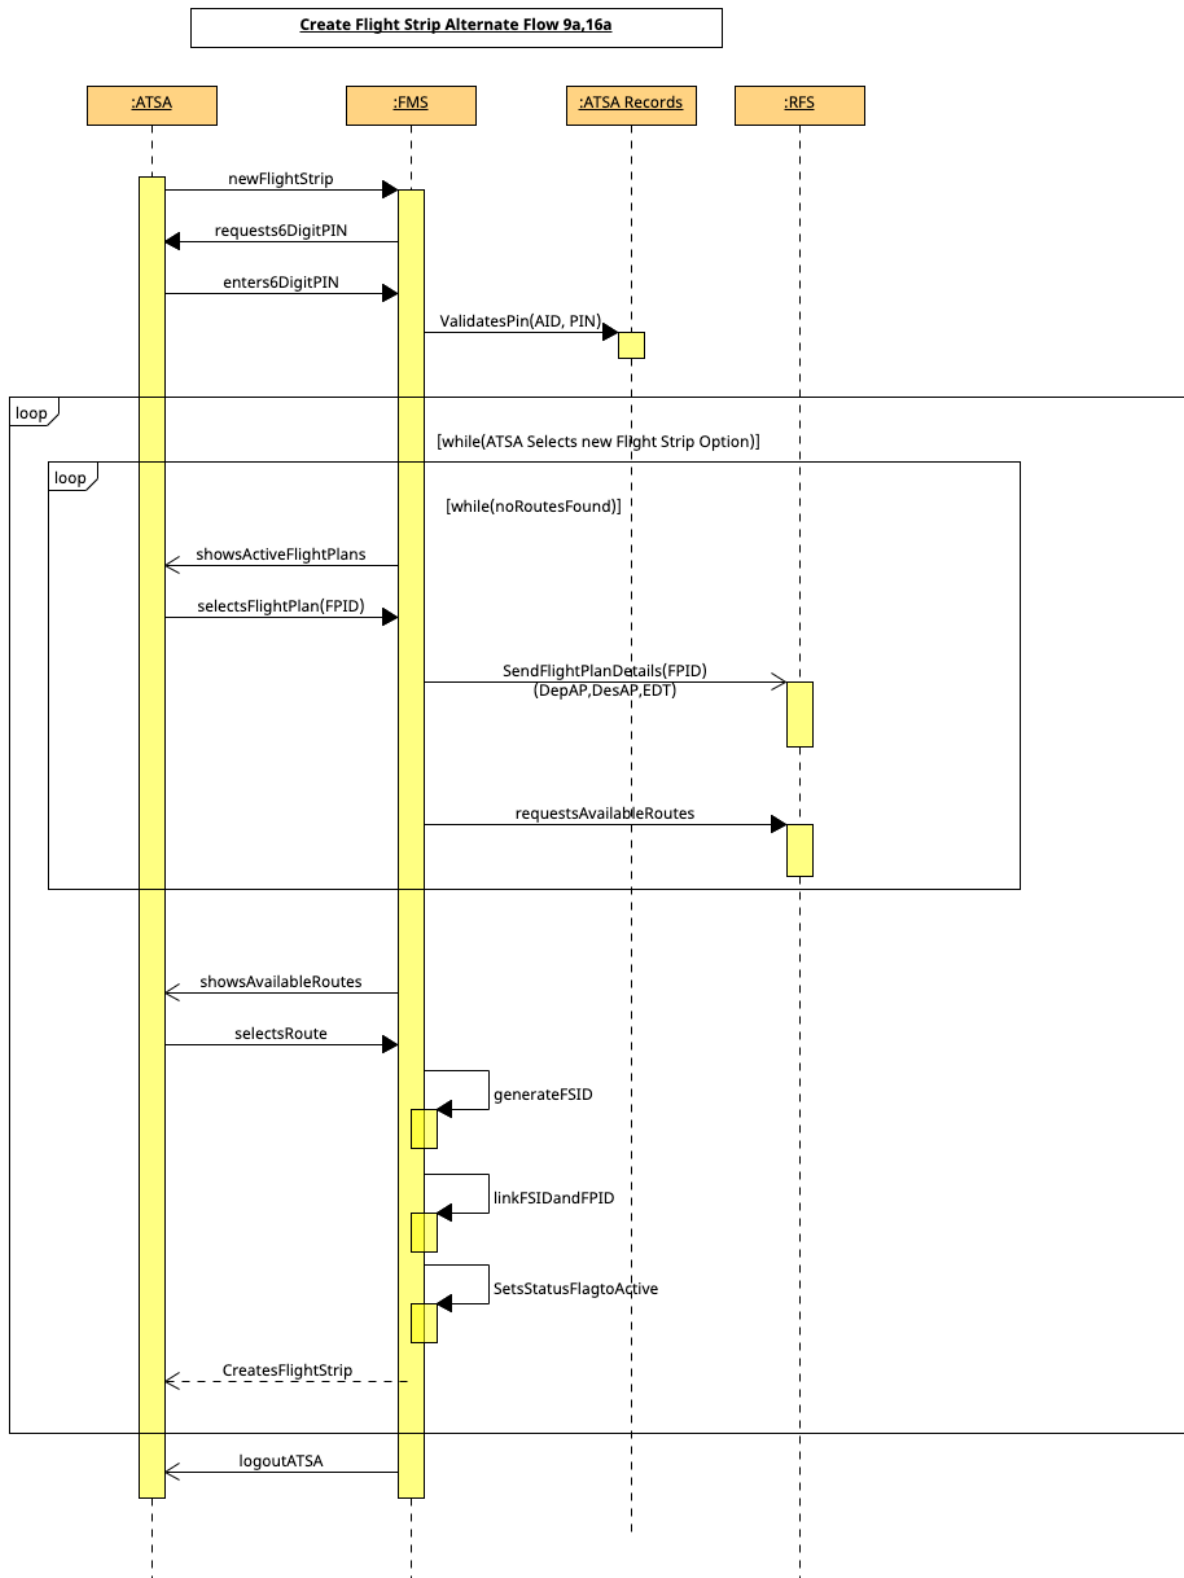 Create Flight Strip Alternate Flow 9a,16a
:ATSA
:FMS
:ATSA Records
:RFS
newFlightStrip
requests6DigitPIN
enters6DigitPIN
ValidatesPin(AID, PIN)
loop
[while(ATSA Selects new Flight Strip Option)]
loop
[while(noRoutesFound)]
showsActiveFlightPlans
selectsFlightPlan(FPID)
SendFlightPlanDetails(FPID)
(DepAP,DesAP,EDT)
requestsAvailableRoutes
showsAvailableRoutes
selectsRoute
generateFSID
linkFSIDandFPID
SetsStatusFlagtoActive
CreatesFlightStrip
logoutATSA